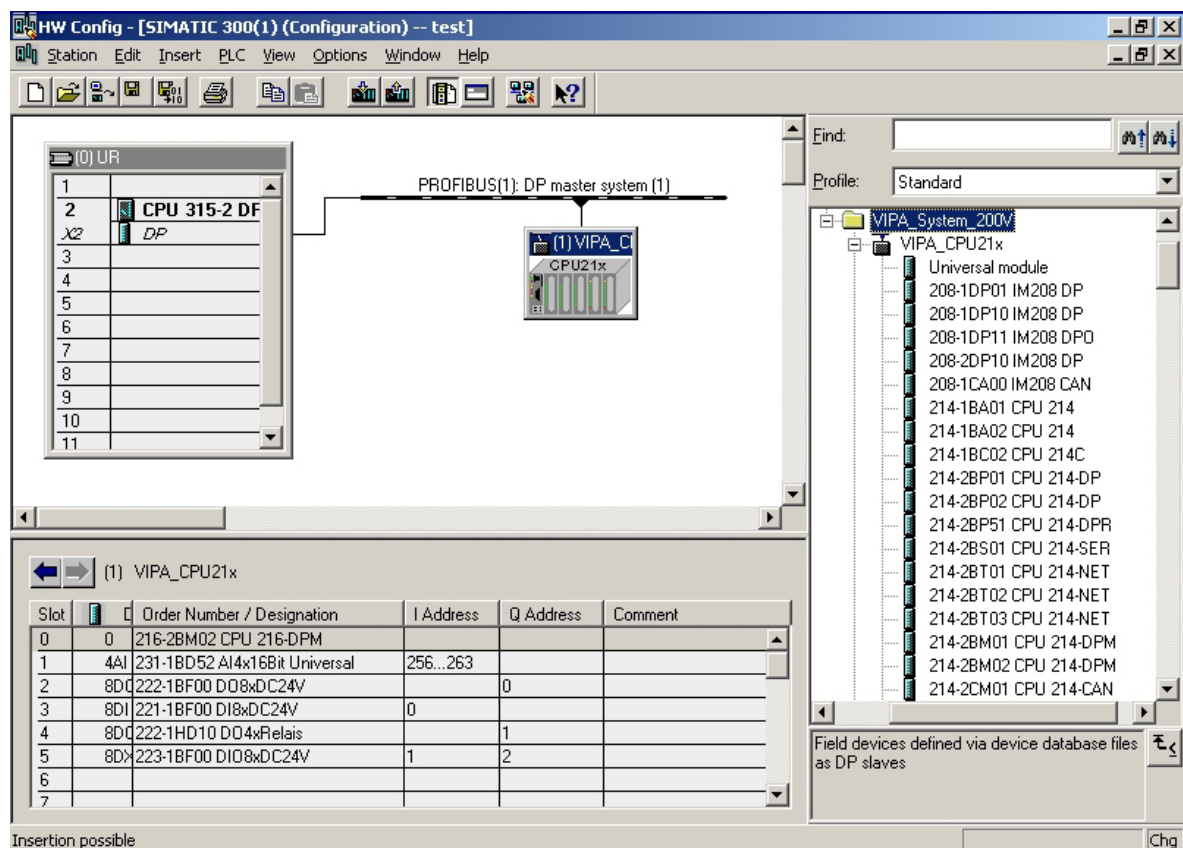 HW Config - [SIMATIC 300(1) (Configuration) -- test]
Station Edit Insert PLC View Options Window Help
(0) UR
1
2 CPU 315-2 DP
X2 DP
3
4
5
6
7
8
9
10
11
PROFIBUS(1): DP master system (1)
(1) VIPA_C
CPU21x
Find:
Profile: Standard
VIPA_System_200V
VIPA_CPU21x
Universal module
208-1DP01 IM208 DP
208-1DP10 IM208 DP
208-1DP11 IM208 DPO
208-2DP10 IM208 DP
208-1CA00 IM208 CAN
214-1BA01 CPU 214
214-1BA02 CPU 214
214-1BC02 CPU 214C
214-2BP01 CPU 214-DP
214-2BP02 CPU 214-DP
214-2BP51 CPU 214-DPR
214-2BS01 CPU 214-SER
214-2BT01 CPU 214-NET
214-2BT02 CPU 214-NET
214-2BT03 CPU 214-NET
214-2BM01 CPU 214-DPM
214-2BM02 CPU 214-DPM
214-2CM01 CPU 214-CAN
Field devices defined via device database files
as DP slaves
(1) VIPA_CPU21x
Slot D Order Number / Designation I Address Q Address Comment
0 0 216-2BM02 CPU 216-DPM
1 4AI 231-1BD52 AI4x16Bit Universal 256...263
2 8DO 222-1BF00 DO8xDC24V 0
3 8DI 221-1BF00 DI8xDC24V 0
4 8DO 222-1HD10 DO4xRelais 1
5 8DX 223-1BF00 DIO8xDC24V 1 2
6
7
Insertion possible
Chg